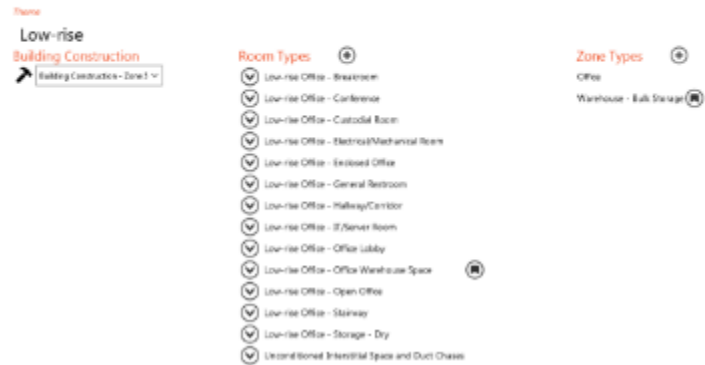 Theme
Low-rise
Building Construction
Building Construction - Zone 5
Room Types
Low-rise Office - Breakroom
Low-rise Office - Conference
Low-rise Office - Custodial Room
Low-rise Office - Electrical/Mechanical Room
Low-rise Office - Enclosed Office
Low-rise Office - General Restroom
Low-rise Office - Hallway/Corridor
Low-rise Office - IT/Server Room
Low-rise Office - Office Lobby
Low-rise Office - Office Warehouse Space
Low-rise Office - Open Office
Low-rise Office - Stairway
Low-rise Office - Storage - Dry
Unconditioned Interstitial Space and Duct Chases
Zone Types
Office
Warehouse - Bulk Storage